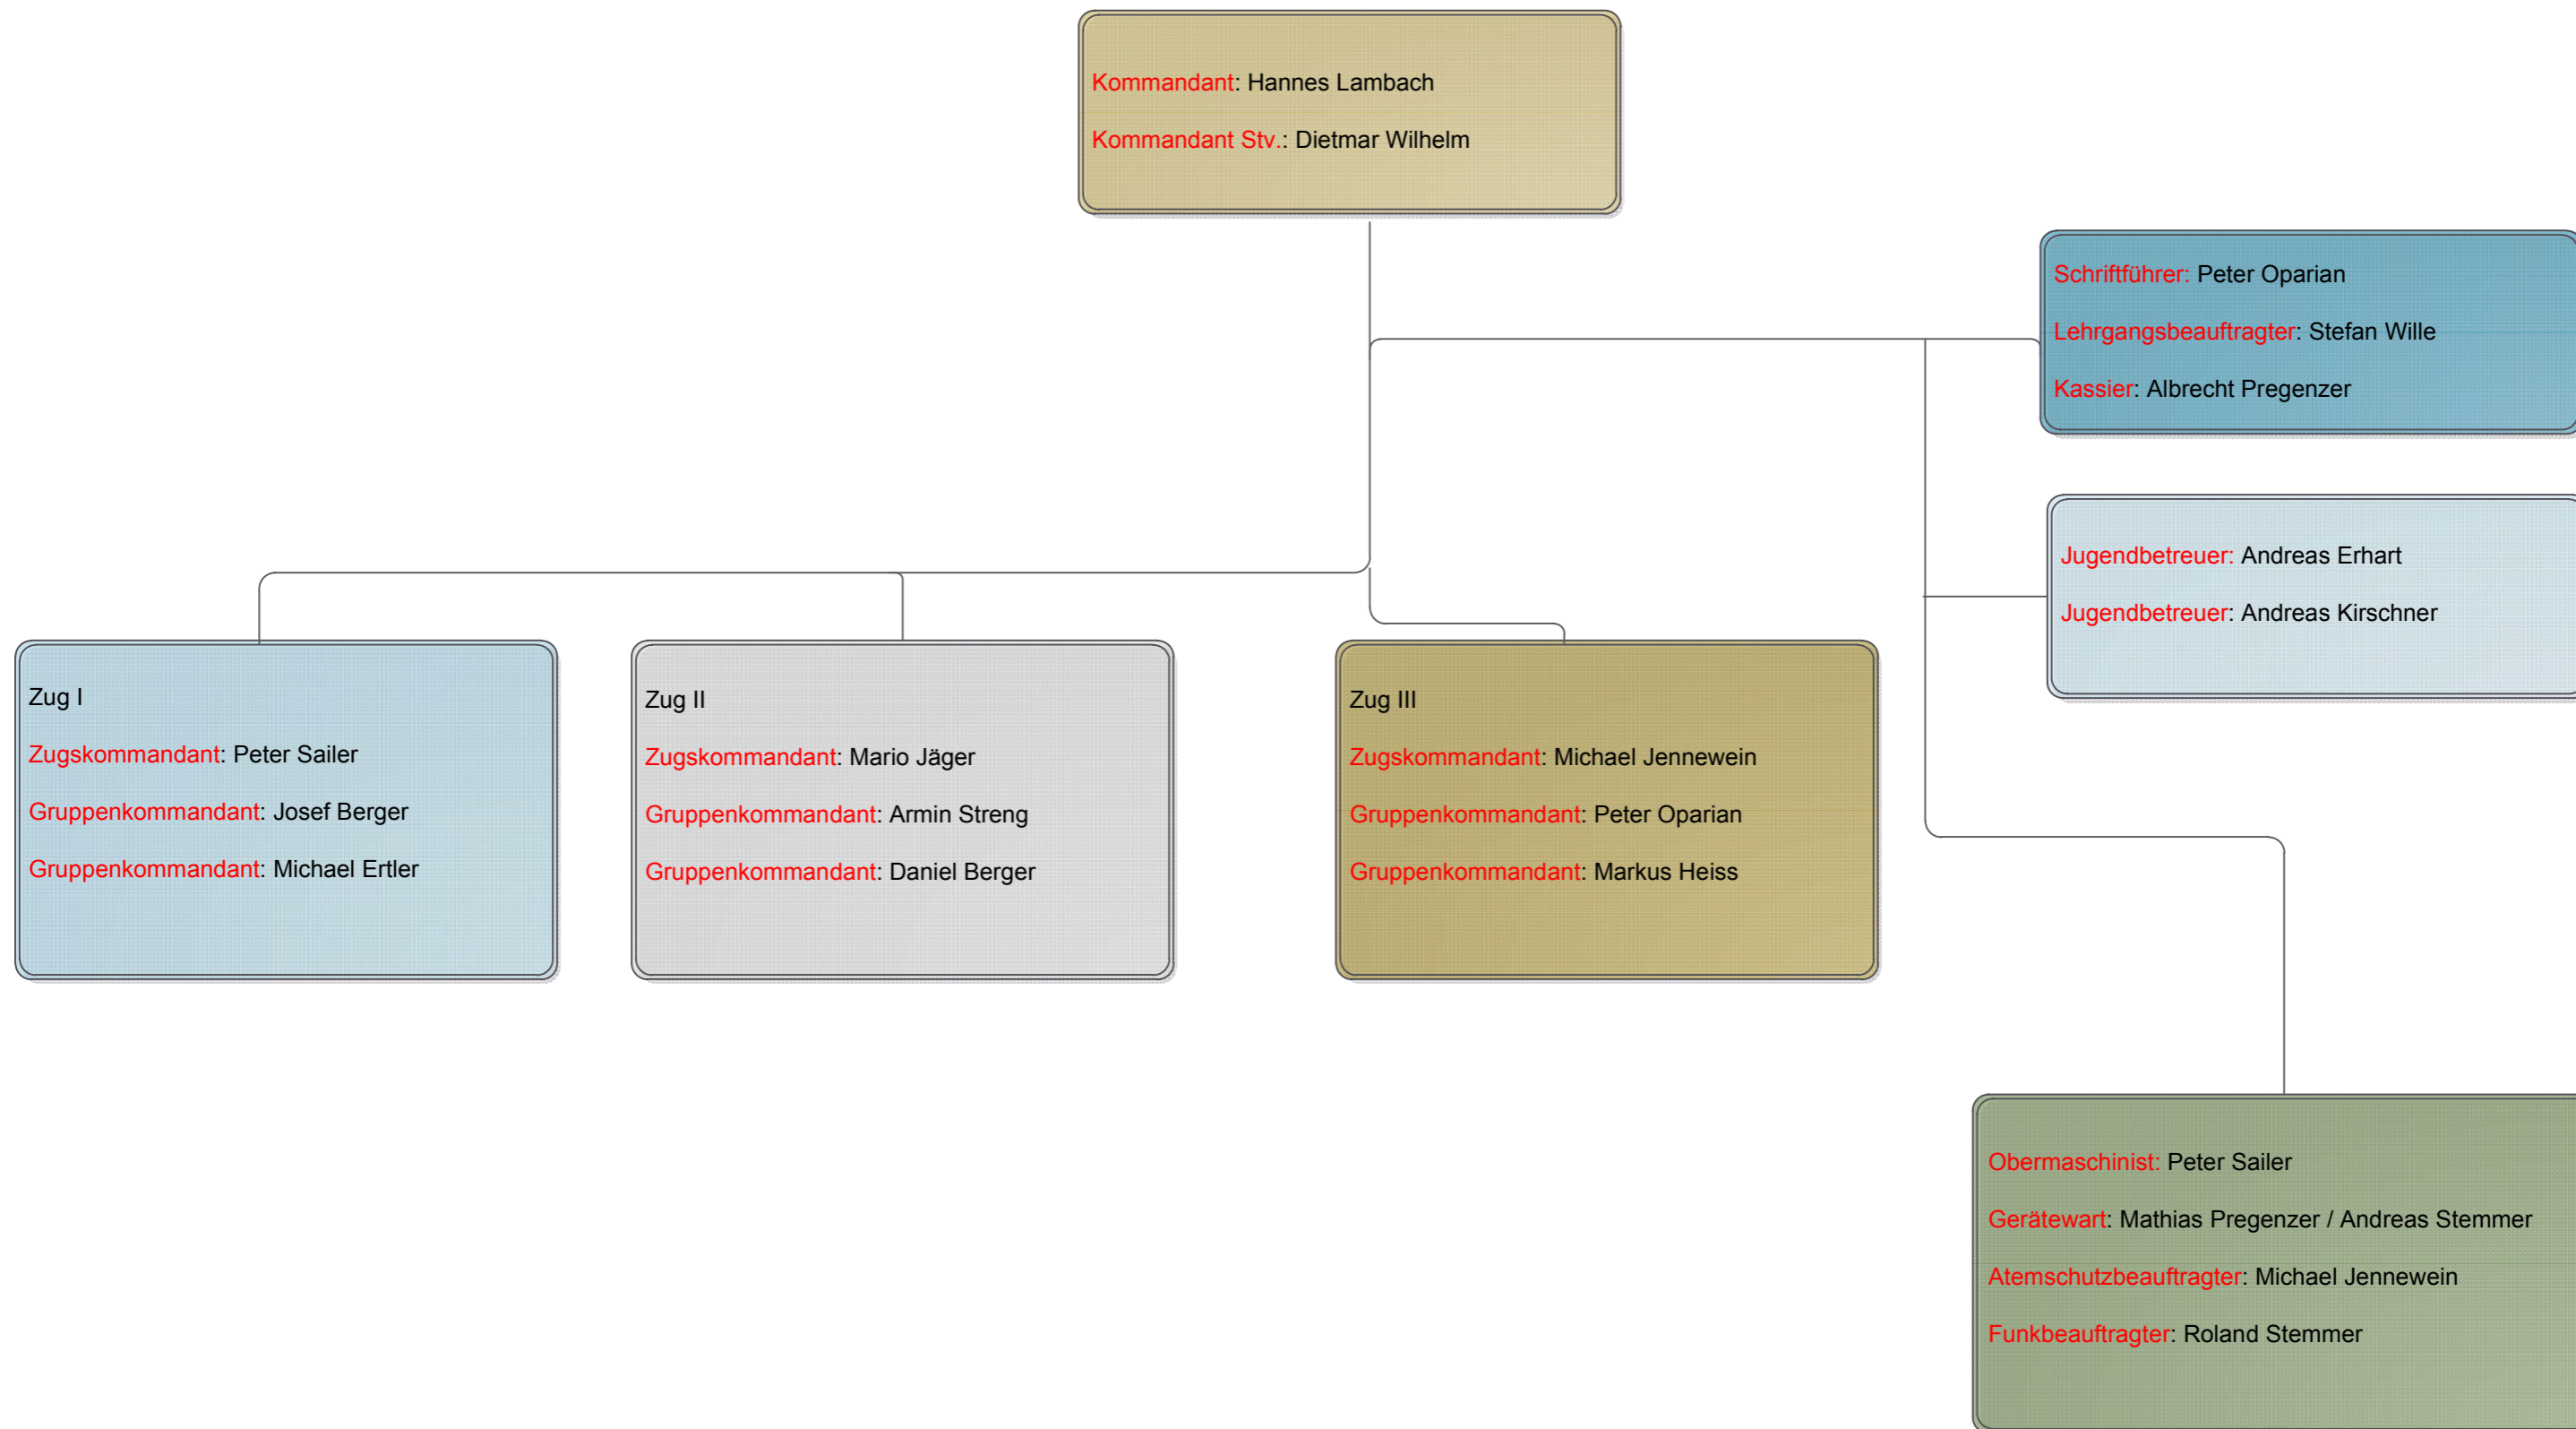 Kommandant: Hannes Lambach
Kommandant Stv.: Dietmar Wilhelm
Schriftführer: Peter Oparian
Lehrgangsbeauftragter: Stefan Wille
Kassier: Albrecht Pregenzer
Jugendbetreuer: Andreas Erhart
Jugendbetreuer: Andreas Kirschner
Zug I
Zugskommandant: Peter Sailer
Gruppenkommandant: Josef Berger
Gruppenkommandant: Michael Ertler
Zug II
Zugskommandant: Mario Jäger
Gruppenkommandant: Armin Streng
Gruppenkommandant: Daniel Berger
Zug III
Zugskommandant: Michael Jennewein
Gruppenkommandant: Peter Oparian
Gruppenkommandant: Markus Heiss
Obermaschinist: Peter Sailer
Gerätewart: Mathias Pregenzer / Andreas Stemmer
Atemschutzbeauftragter: Michael Jennewein
Funkbeauftragter: Roland Stemmer